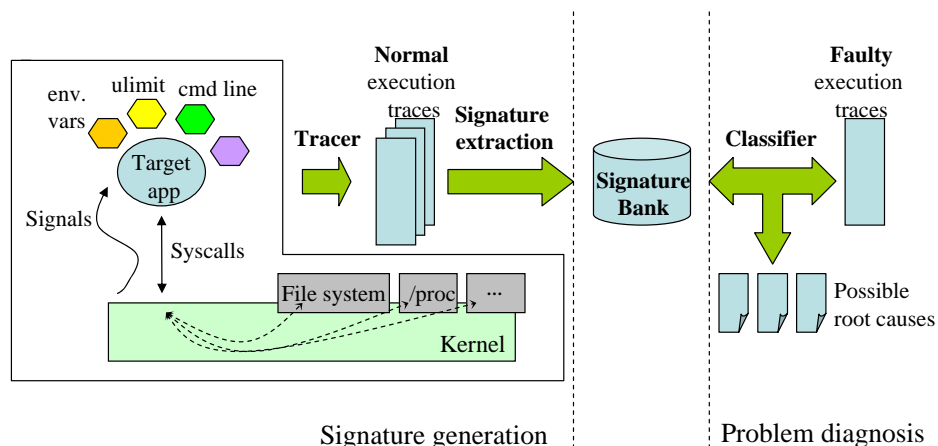 env.
vars
ulimit
cmd line
Target
app
Signals
Syscalls
File system
/proc
...
Kernel
Tracer
Normal
execution
traces
Signature
extraction
Signature
Bank
Classifier
Faulty
execution
traces
Possible
root causes
Signature generation
Problem diagnosis